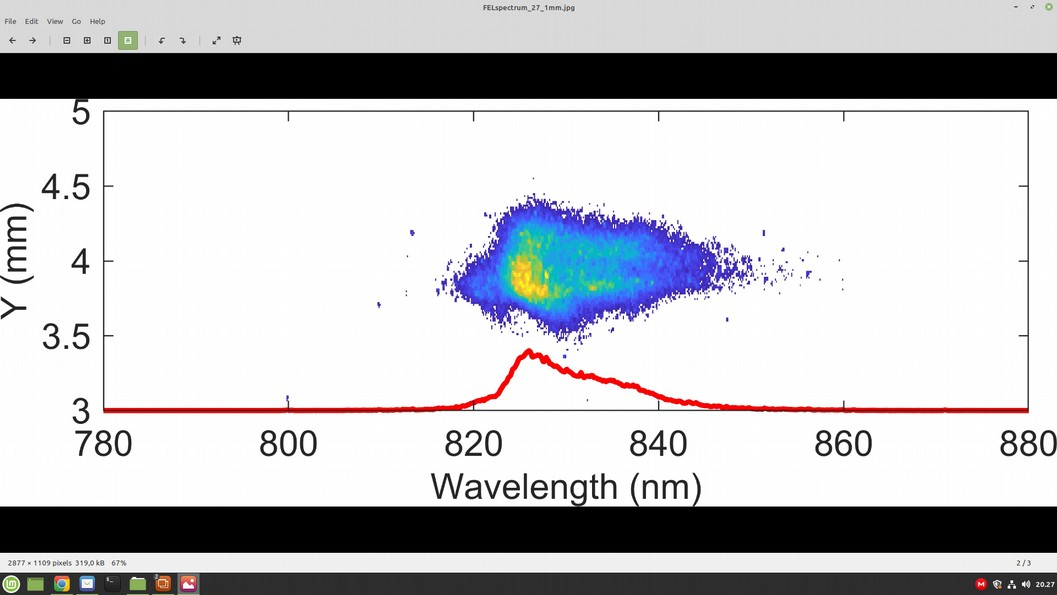 FELspectrum_27_1mm.jpg
File Edit View Go Help
5
4.5
4
3.5
3
Y (mm)
780 800 820 840 860 880
Wavelength (nm)
2877 × 1109 pixels 319,0 kB 67%
2 / 3
M
20.27